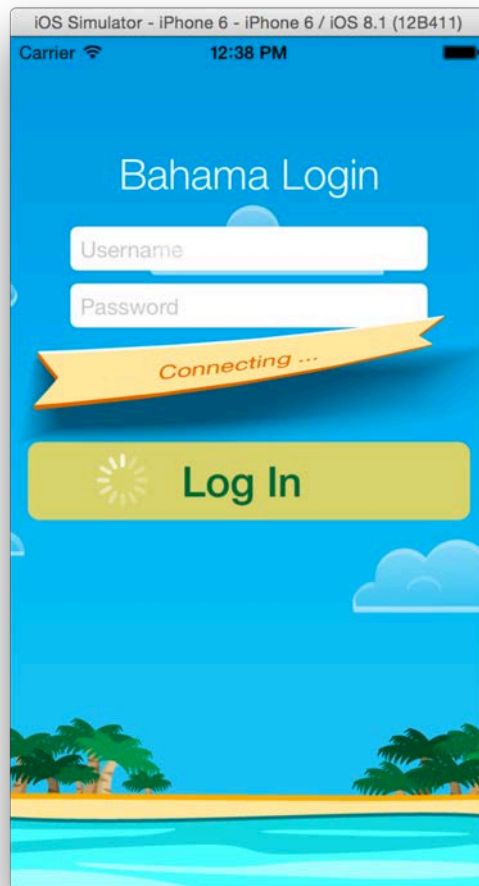 iOS Simulator - iPhone 6 - iPhone 6 / iOS 8.1 (12B411)
Carrier 12:38 PM
Bahama Login
Username
Password
Connecting ...
Log In